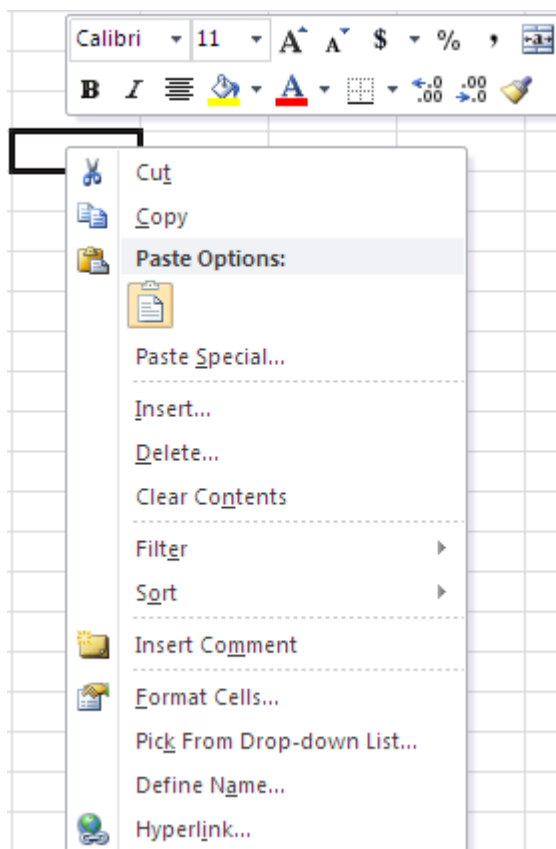 Calibri 11 A A $ % , a
B I A .0 .00 .00 .0
Cut
Copy
Paste Options:
Paste Special...
Insert...
Delete...
Clear Contents
Filter
Sort
Insert Comment
Format Cells...
Pick From Drop-down List...
Define Name...
Hyperlink...